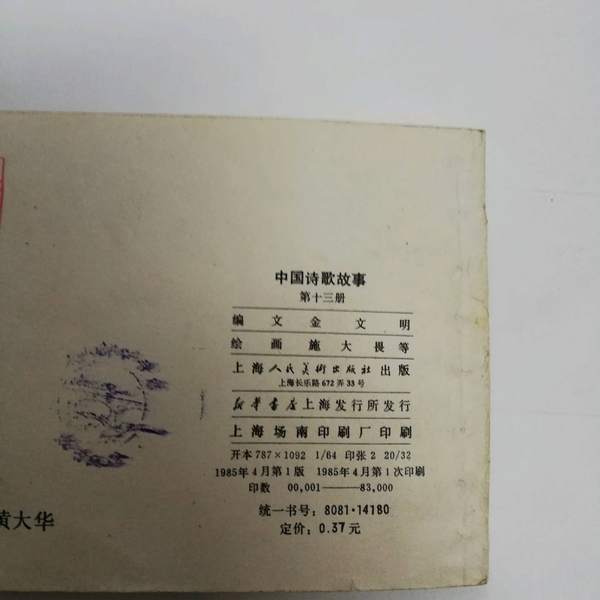 中国诗歌故事
第十三册
编文金文明
绘画施大畏等
上海人民美術出版社出版
上海长乐路672弄33号
新华書店上海发行所发行
上海场南印刷厂印刷
开本787×1092 1/64 印张2 20/32
1985年4月第1版 1985年4月第1次印刷
印数 00,001——83,000
统一书号:8081·14180
定价:0.37元
黄大华